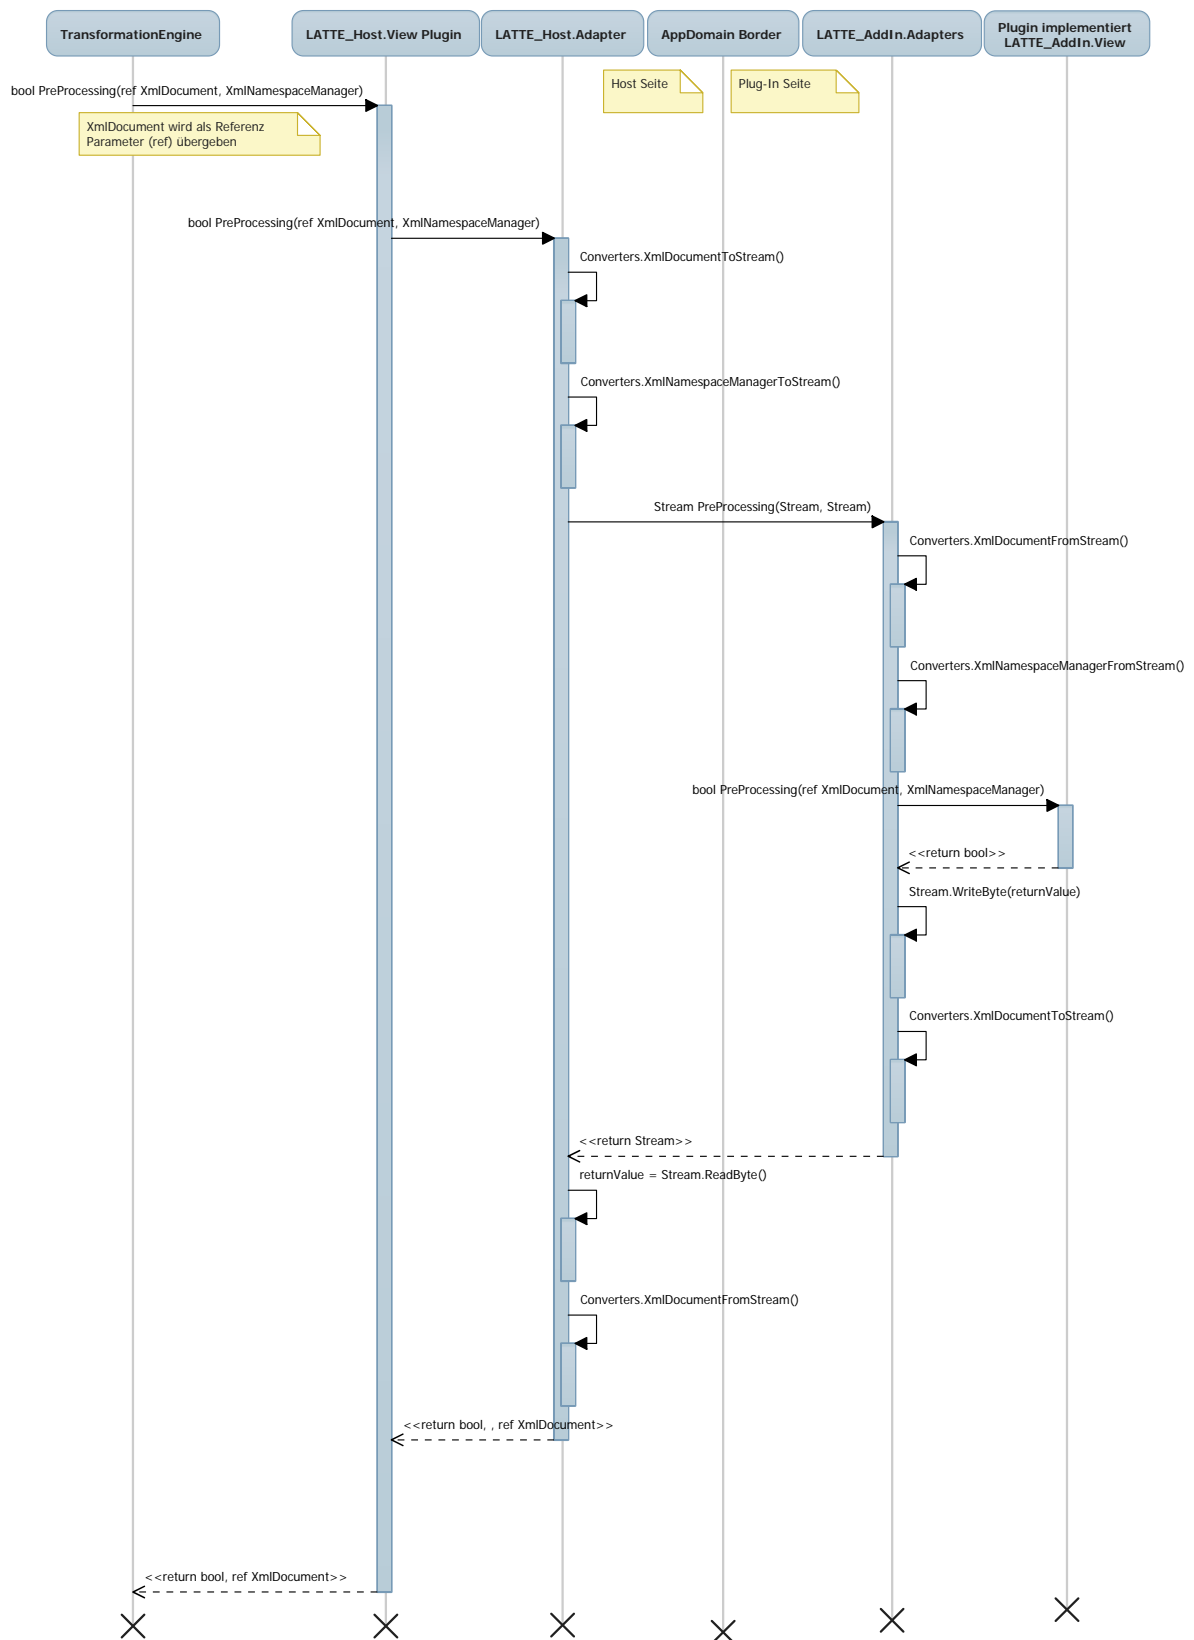 TransformationEngine
LATTE_Host.View Plugin
LATTE_Host.Adapter
AppDomain Border
LATTE_AddIn.Adapters
Plugin implementiert
LATTE_AddIn.View
Host Seite
Plug-In Seite
bool PreProcessing(ref XmlDocument, XmlNamespaceManager)
XmlDocument wird als Referenz
Parameter (ref) übergeben
bool PreProcessing(ref XmlDocument, XmlNamespaceManager)
Converters.XmlDocumentToStream()
Converters.XmlNamespaceManagerToStream()
Stream PreProcessing(Stream, Stream)
Converters.XmlDocumentFromStream()
Converters.XmlNamespaceManagerFromStream()
bool PreProcessing(ref XmlDocument, XmlNamespaceManager)
<<return bool>>
Stream.WriteByte(returnValue)
Converters.XmlDocumentToStream()
<<return Stream>>
returnValue = Stream.ReadByte()
Converters.XmlDocumentFromStream()
<<return bool, , ref XmlDocument>>
<<return bool, ref XmlDocument>>